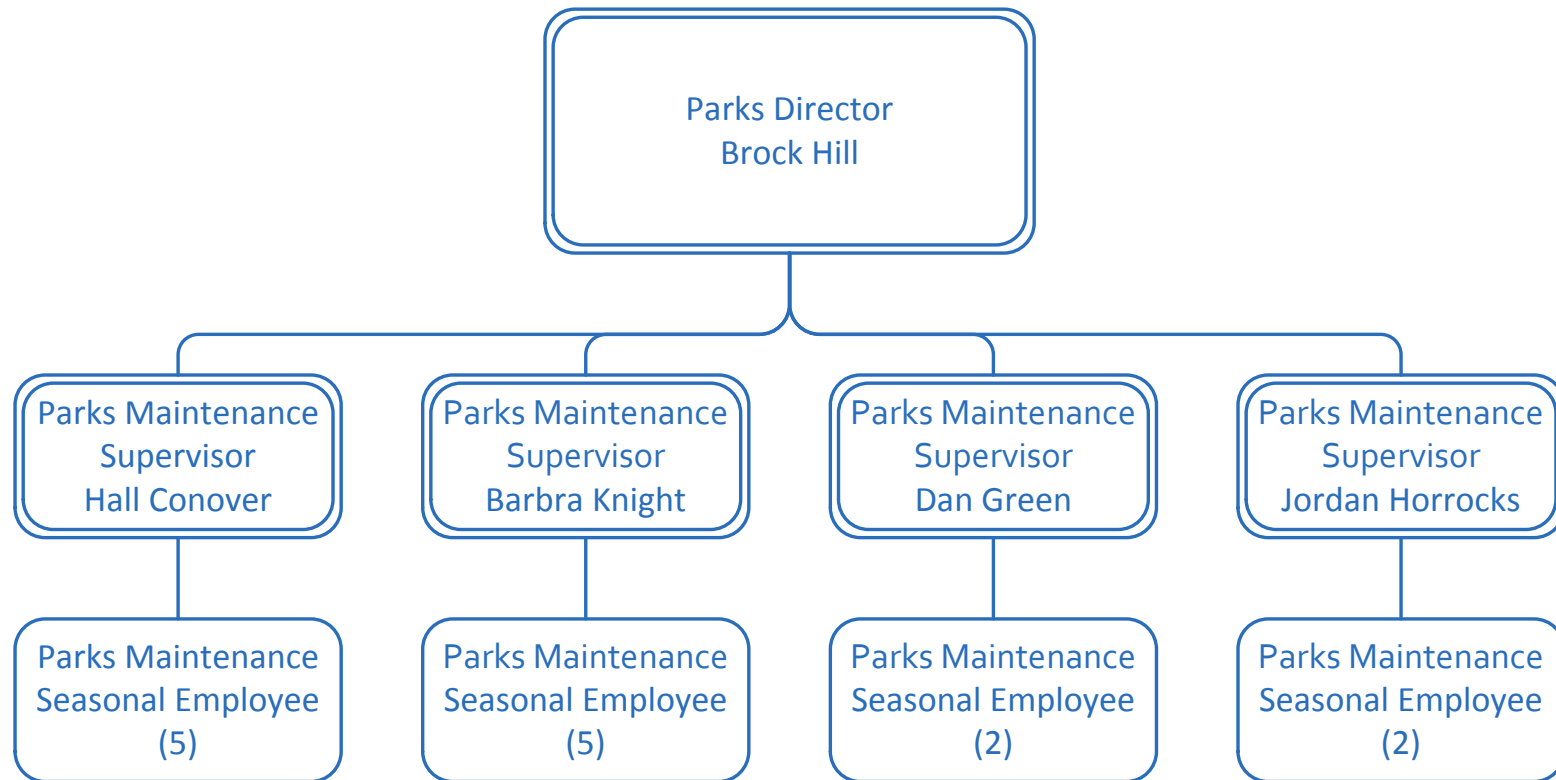 Parks Director
Brock Hill
Parks Maintenance
Supervisor
Hall Conover
Parks Maintenance
Supervisor
Barbra Knight
Parks Maintenance
Supervisor
Dan Green
Parks Maintenance
Supervisor
Jordan Horrocks
Parks Maintenance
Seasonal Employee
(5)
Parks Maintenance
Seasonal Employee
(5)
Parks Maintenance
Seasonal Employee
(2)
Parks Maintenance
Seasonal Employee
(2)